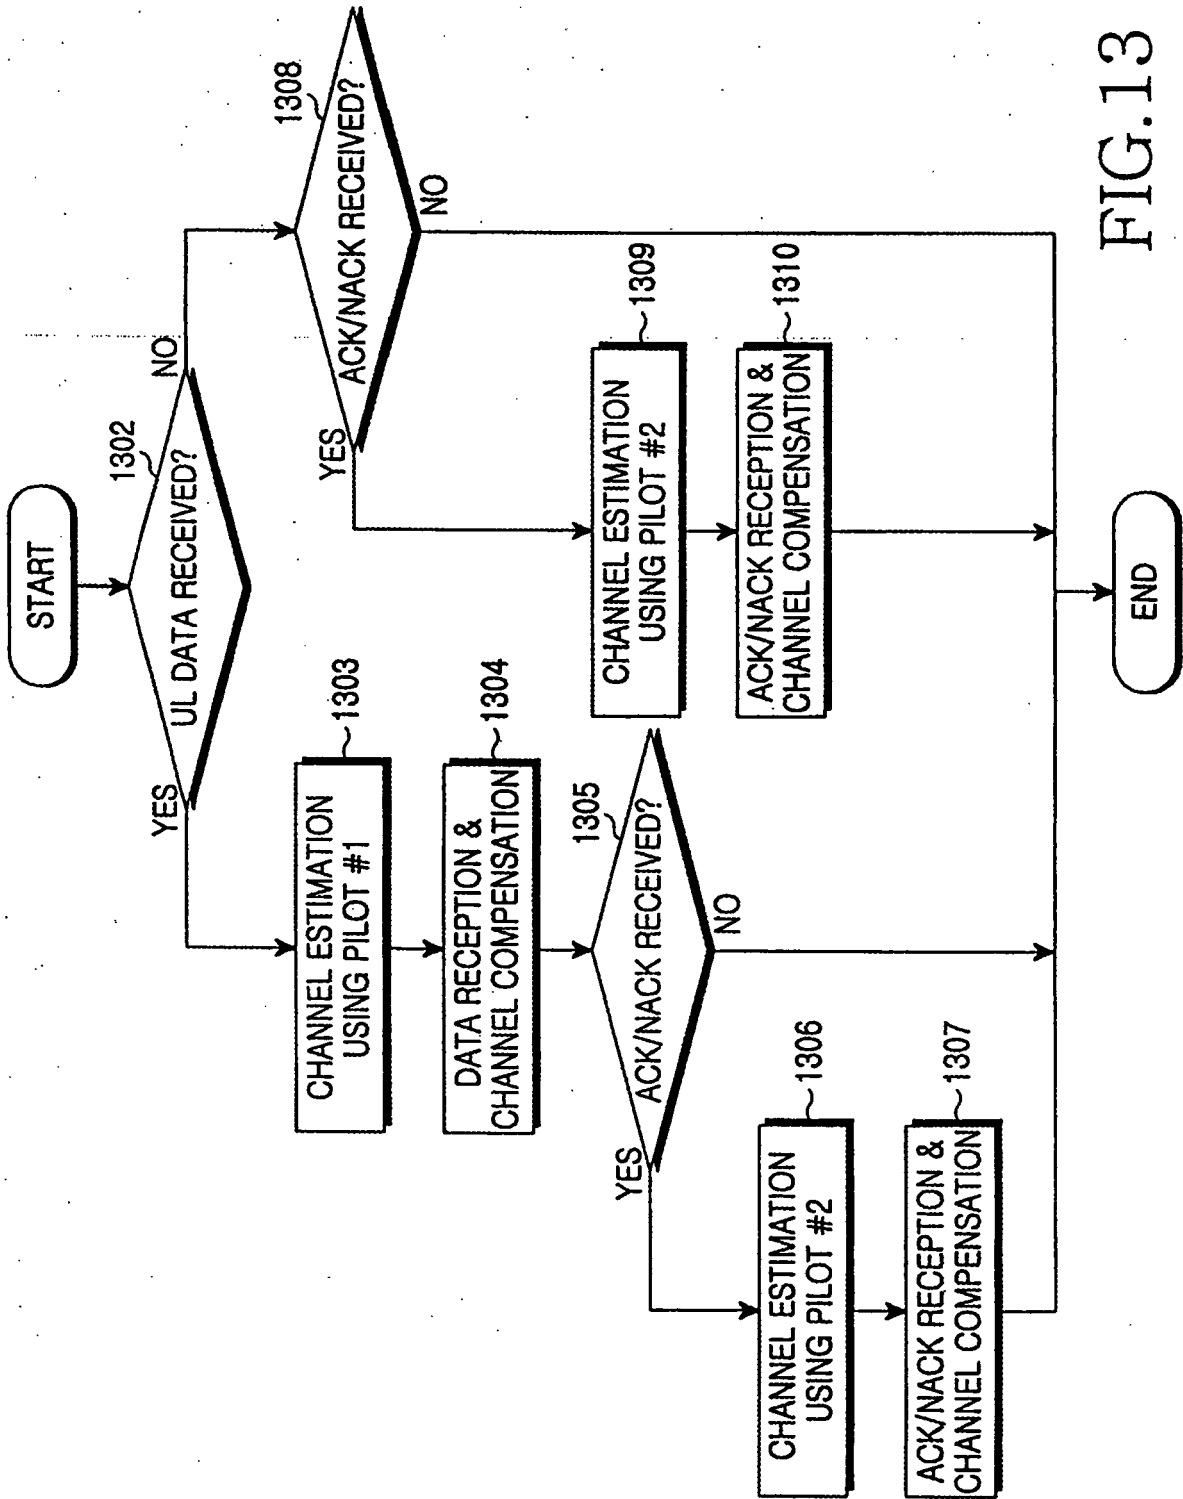 START
1302
UL DATA RECEIVED?
YES
NO
1303
CHANNEL ESTIMATION
USING PILOT #1
1304
DATA RECEPTION &
CHANNEL COMPENSATION
1305
ACK/NACK RECEIVED?
YES
NO
1306
CHANNEL ESTIMATION
USING PILOT #2
1307
ACK/NACK RECEPTION &
CHANNEL COMPENSATION
1308
ACK/NACK RECEIVED?
YES
NO
1309
CHANNEL ESTIMATION
USING PILOT #2
1310
ACK/NACK RECEPTION &
CHANNEL COMPENSATION
END
FIG.13